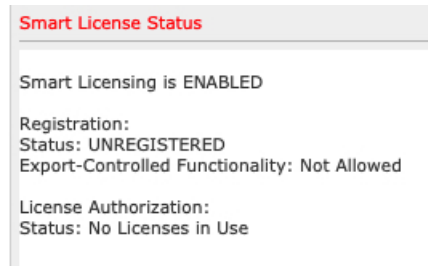 Smart License Status
Smart Licensing is ENABLED
Registration:
Status: UNREGISTERED
Export-Controlled Functionality: Not Allowed
License Authorization:
Status: No Licenses in Use